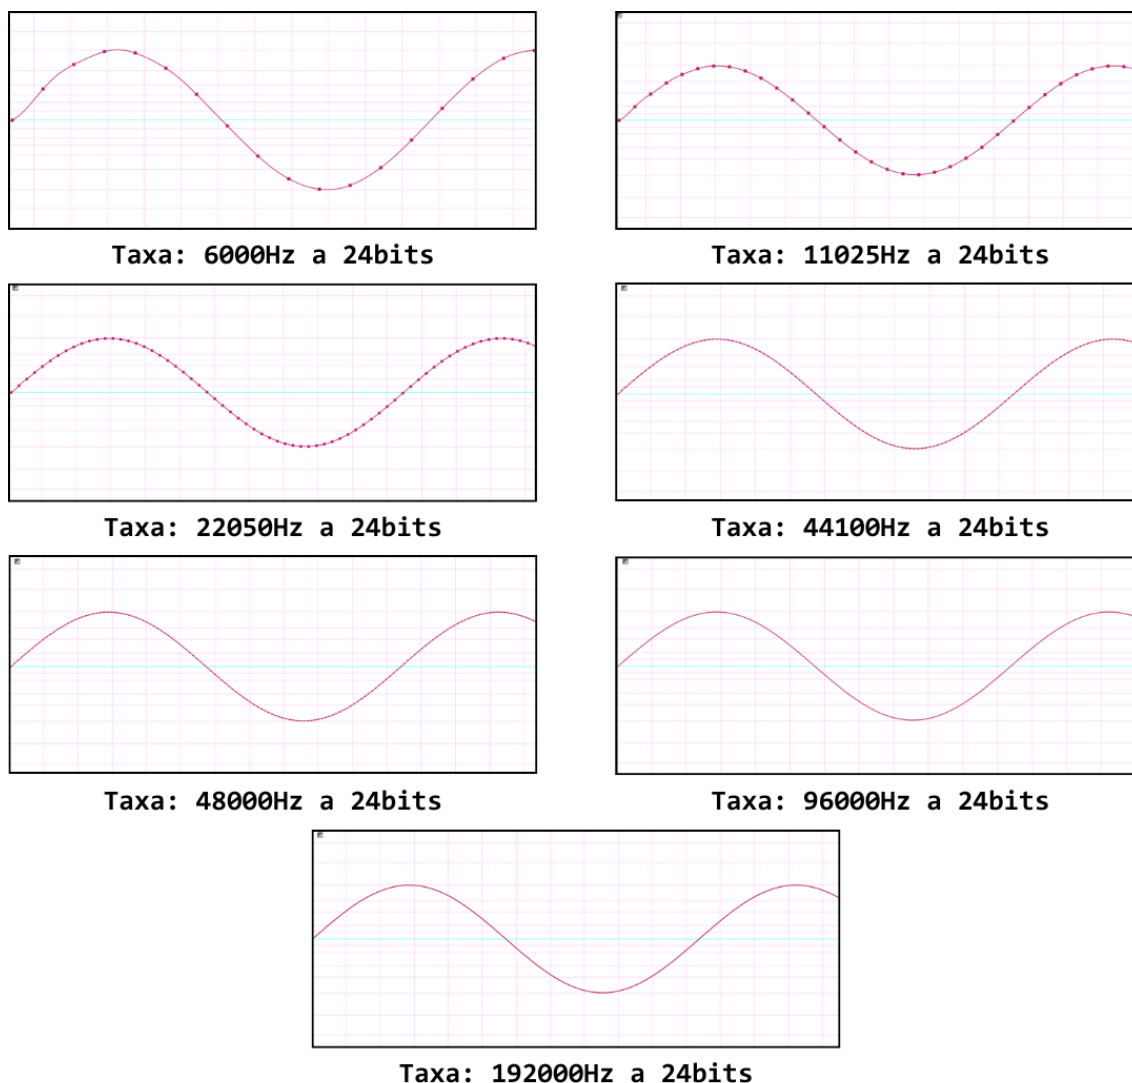 Taxa: 6000Hz a 24bits
Taxa: 11025Hz a 24bits
Taxa: 22050Hz a 24bits
Taxa: 44100Hz a 24bits
Taxa: 48000Hz a 24bits
Taxa: 96000Hz a 24bits
Taxa: 192000Hz a 24bits